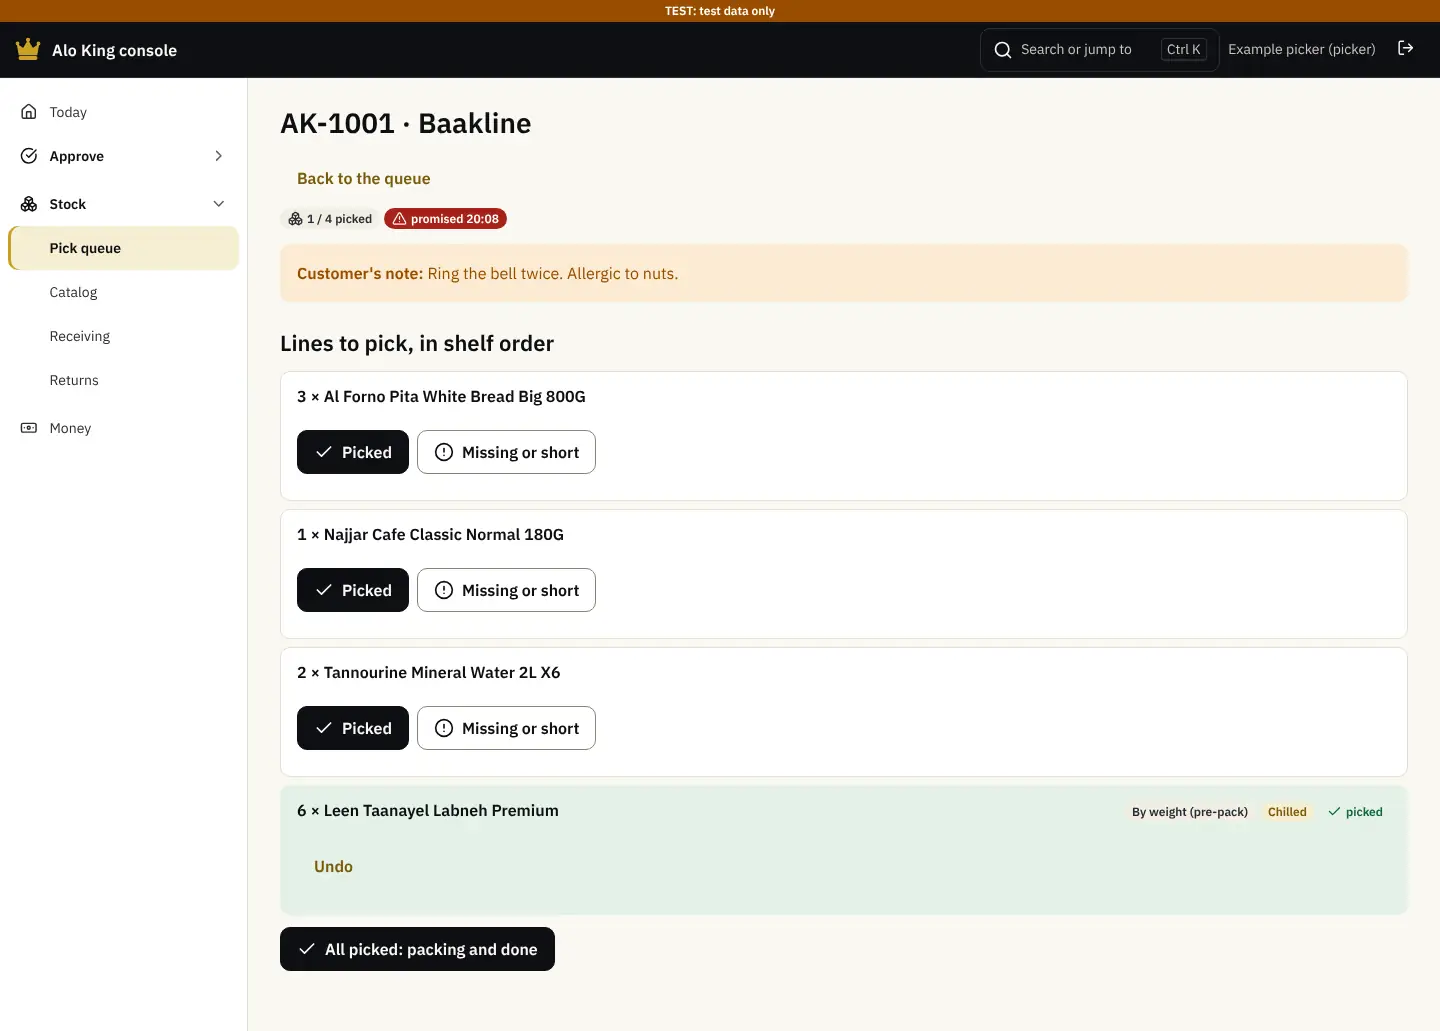 TEST: test data only
Alo King console
Search or jump to
Ctrl K
Example picker (picker)
Today
Approve
Stock
Pick queue
Catalog
Receiving
Returns
Money
AK-1001 · Baakline
Back to the queue
1 / 4 picked
promised 20:08
Customer's note: Ring the bell twice. Allergic to nuts.
Lines to pick, in shelf order
3 × Al Forno Pita White Bread Big 800G
Picked
Missing or short
1 × Najjar Cafe Classic Normal 180G
Picked
Missing or short
2 × Tannourine Mineral Water 2L X6
Picked
Missing or short
6 × Leen Taanayel Labneh Premium
By weight (pre-pack)
Chilled
picked
Undo
All picked: packing and done